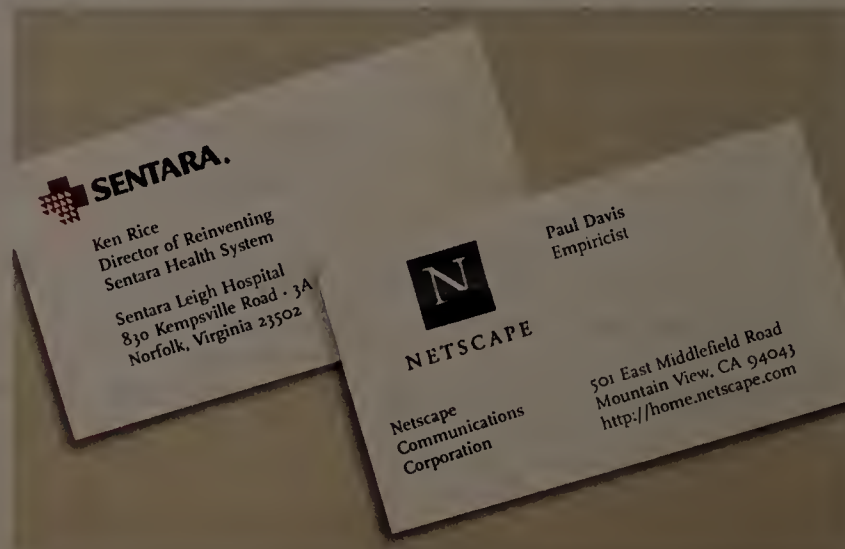 SENTARA.
Ken Rice
Director of Reinventing
Sentara Health System
Sentara Leigh Hospital
830 Kempsville Road · 3A
Norfolk, Virginia 23502
N
NETSCAPE
Paul Davis
Empiricist
Netscape
Communications
Corporation
501 East Middlefield Road
Mountain View, CA 94043
http://home.netscape.com